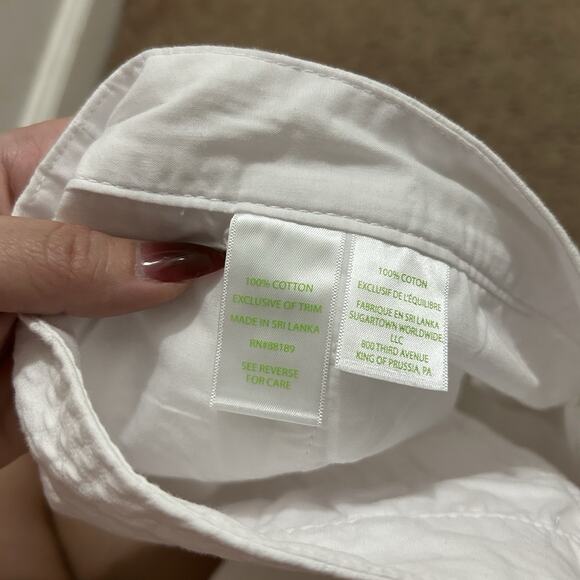 100% COTTON
EXCLUSIVE OF TRIM
MADE IN SRI LANKA
RN#88189
SEE REVERSE
FOR CARE
100% COTON
EXCLUSIF DE L'ÉQUILIBRE
FABRIQUE EN SRI LANKA
SUGARTOWN WORLDWIDE,
LLC
800 THIRD AVENUE
KING OF PRUSSIA, PA.